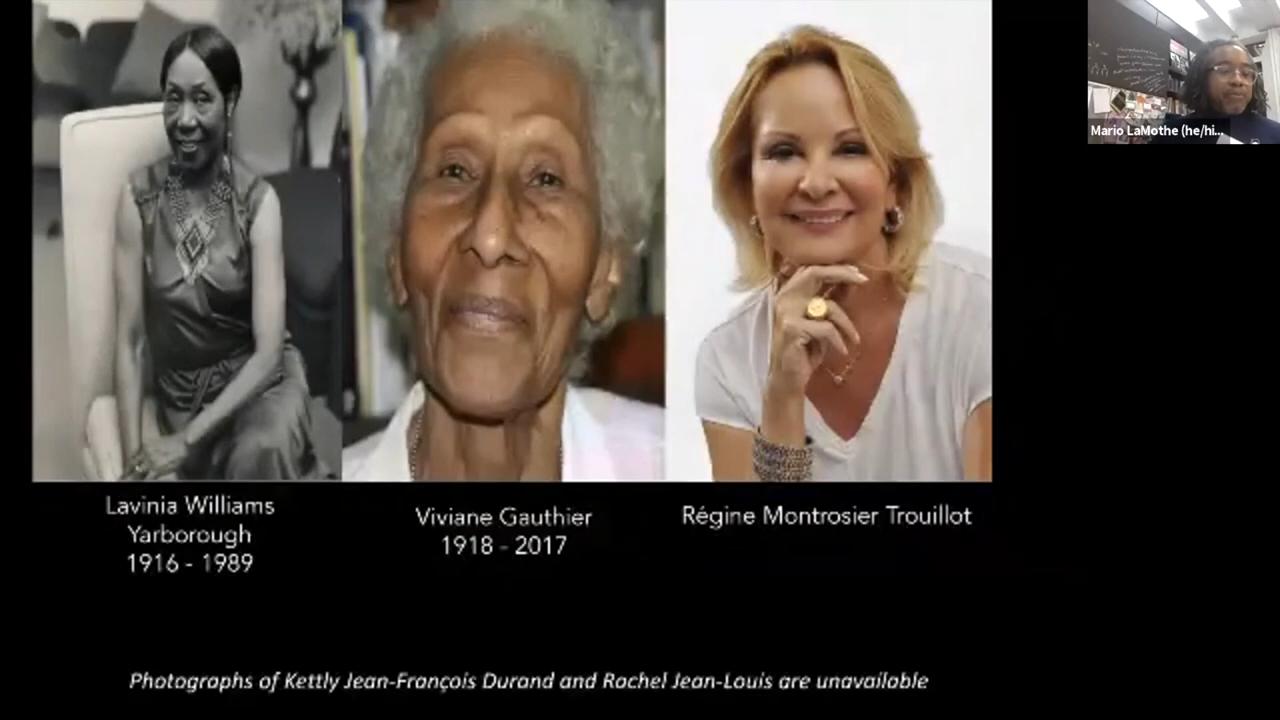 Mario LaMothe (he/hi...
Lavinia Williams
Yarborough
1916 - 1989
Viviane Gauthier
1918 - 2017
Régine Montrosier Trouillot
Photographs of Kettly Jean-François Durand and Rachel Jean-Louis are unavailable